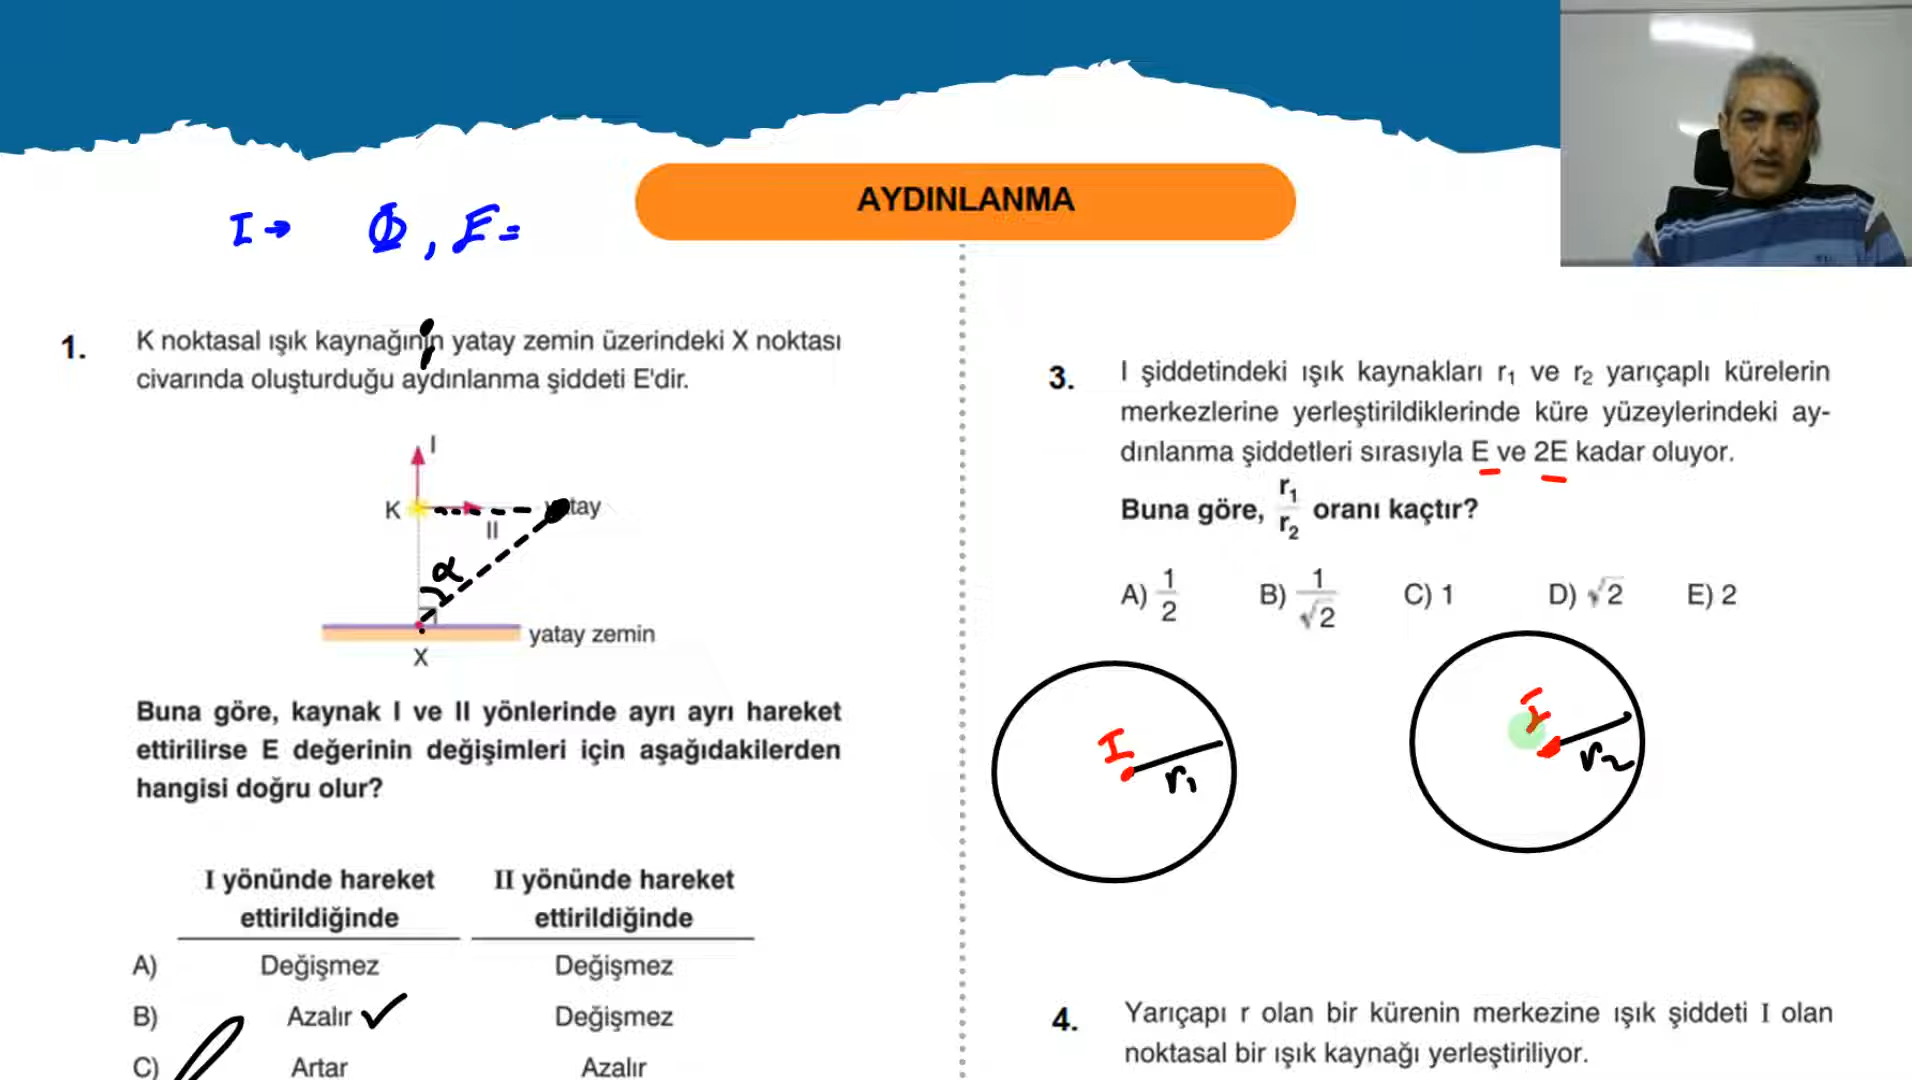 AYDINLANMA
I → Φ, E =
1. K noktasal ışık kaynağının yatay zemin üzerindeki X noktası
civarında oluşturduğu aydınlanma şiddeti E'dir.
I
K
yatay
II
α
yatay zemin
X
Buna göre, kaynak I ve II yönlerinde ayrı ayrı hareket
ettirilirse E değerinin değişimleri için aşağıdakilerden
hangisi doğru olur?
I yönünde hareket II yönünde hareket
ettirildiğinde ettirildiğinde
A) Değişmez Değişmez
B) Azalır ✓ Değişmez
C) Artar Azalır
3. I şiddetindeki ışık kaynakları r₁ ve r₂ yarıçaplı kürelerin
merkezlerine yerleştirildiklerinde küre yüzeylerindeki ay-
dınlanma şiddetleri sırasıyla E ve 2E kadar oluyor.
Buna göre, r₁/r₂ oranı kaçtır?
A) 1/2 B) 1/√2 C) 1 D) √2 E) 2
I r₁
I r₂
4. Yarıçapı r olan bir kürenin merkezine ışık şiddeti I olan
noktasal bir ışık kaynağı yerleştiriliyor.